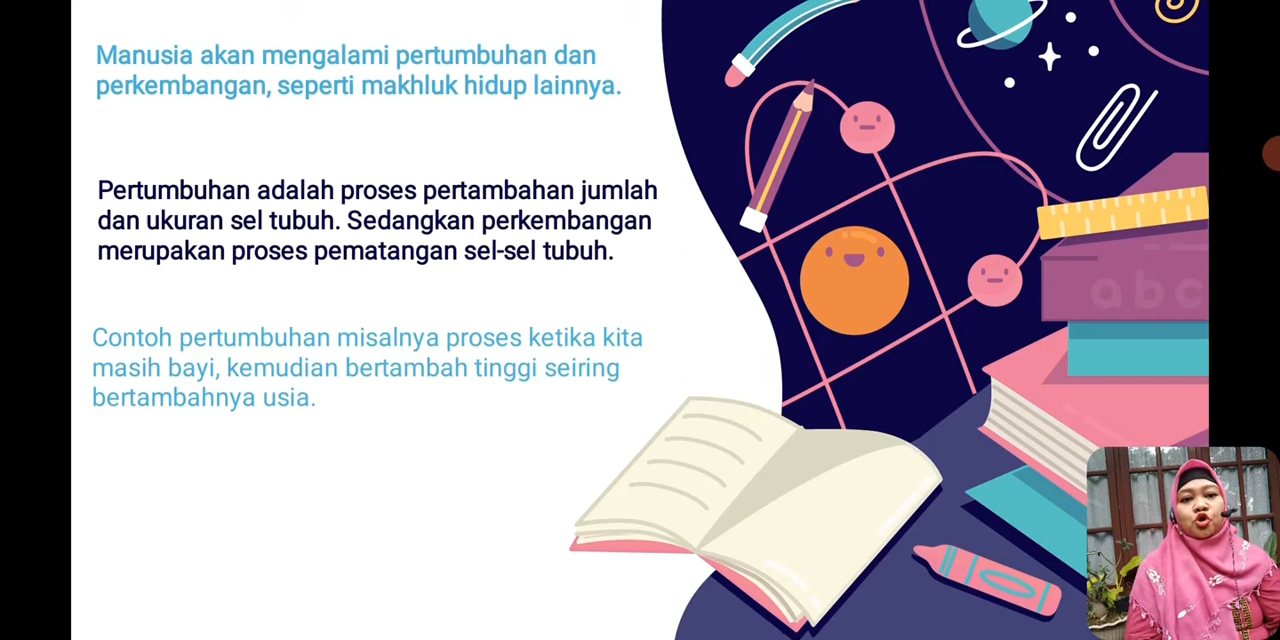 Manusia akan mengalami pertumbuhan dan
perkembangan, seperti makhluk hidup lainnya.
Pertumbuhan adalah proses pertambahan jumlah
dan ukuran sel tubuh. Sedangkan perkembangan
merupakan proses pematangan sel-sel tubuh.
Contoh pertumbuhan misalnya proses ketika kita
masih bayi, kemudian bertambah tinggi seiring
bertambahnya usia.
abc